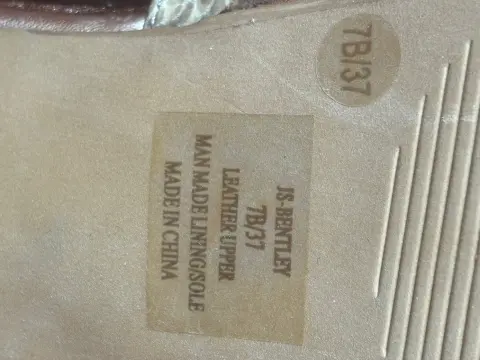 7B/37
JS-BENTLEY
7B/37
LEATHER UPPER
MAN MADE LINING/SOLE
MADE IN CHINA